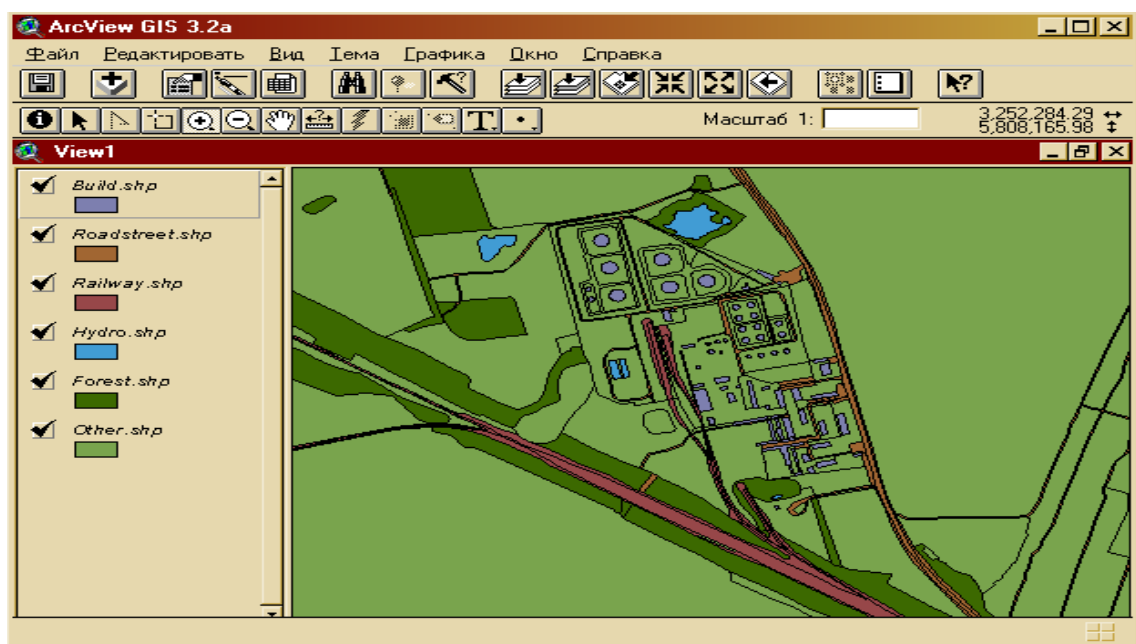 ArcView GIS 3.2a
Файл Редактировать Вид Тема Графика Окно Справка
T
Масштаб 1:
3,252,284.29
5,808,165.98
View1
Build.shp
Roadstreet.shp
Railway.shp
Hydro.shp
Forest.shp
Other.shp